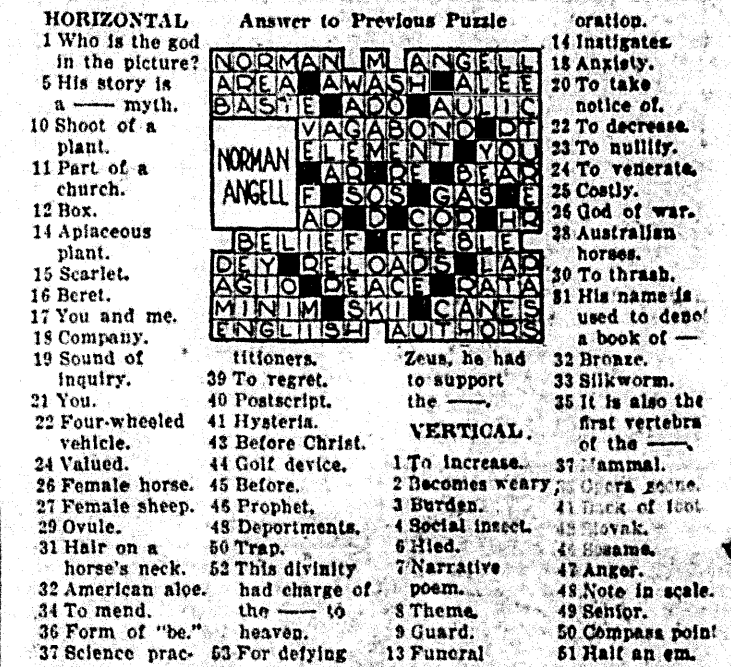 HORIZONTAL
1 Who is the god
in the picture?
5 His story is
a —— myth.
10 Shoot of a
plant.
11 Part of a
church.
12 Box.
14 Apiaceous
plant.
15 Scarlet.
16 Beret.
17 You and me.
18 Company.
19 Sound of
inquiry.
21 You.
22 Four-wheeled
vehicle.
24 Valued.
26 Female horse.
27 Female sheep.
29 Ovule.
31 Hair on a
horse's neck.
32 American aloe.
34 To mend.
36 Form of "be."
37 Science prac-
Answer to Previous Puzzle
NORMAN M ANGELL
AREA AWASH ALEE
BASTE ADO AULIC
VAGABOND DT
ELEMENT YOU
AR RE BEAR
F SOS GAS E
AD D COR HR
NORMAN
ANGELL
BELIEF FEEBLE
DEY RELOADS LAD
AGIO PEACE RATA
MINIM SKI CANES
ENGLISH AUTHORS
titioners.
39 To regret.
40 Postscript.
41 Hysteria.
43 Before Christ.
44 Golf device.
45 Before.
46 Prophet.
48 Deportments.
50 Trap.
52 This divinity
had charge of
the —— to
heaven.
53 For defying
Zeus, he had
to support
the ——.
VERTICAL.
1 To increase.
2 Becomes weary
3 Burden.
4 Social insect.
6 Hied.
7 Narrative
poem.
8 Theme.
9 Guard.
13 Funeral
oration.
14 Instigates.
18 Anxiety.
20 To take
notice of.
22 To decrease.
23 To nullify.
24 To venerate.
25 Costly.
26 God of war.
28 Australian
horses.
30 To thrash.
31 His name is
used to deno
a book of —
32 Bronze.
33 Silkworm.
35 It is also the
first vertebra
of the ——.
37 Mammal.
Opera
41 Back of foot
Slovak.
Sesame.
47 Anger.
48 Note in scale.
49 Senior.
50 Compass point
51 Half an em.